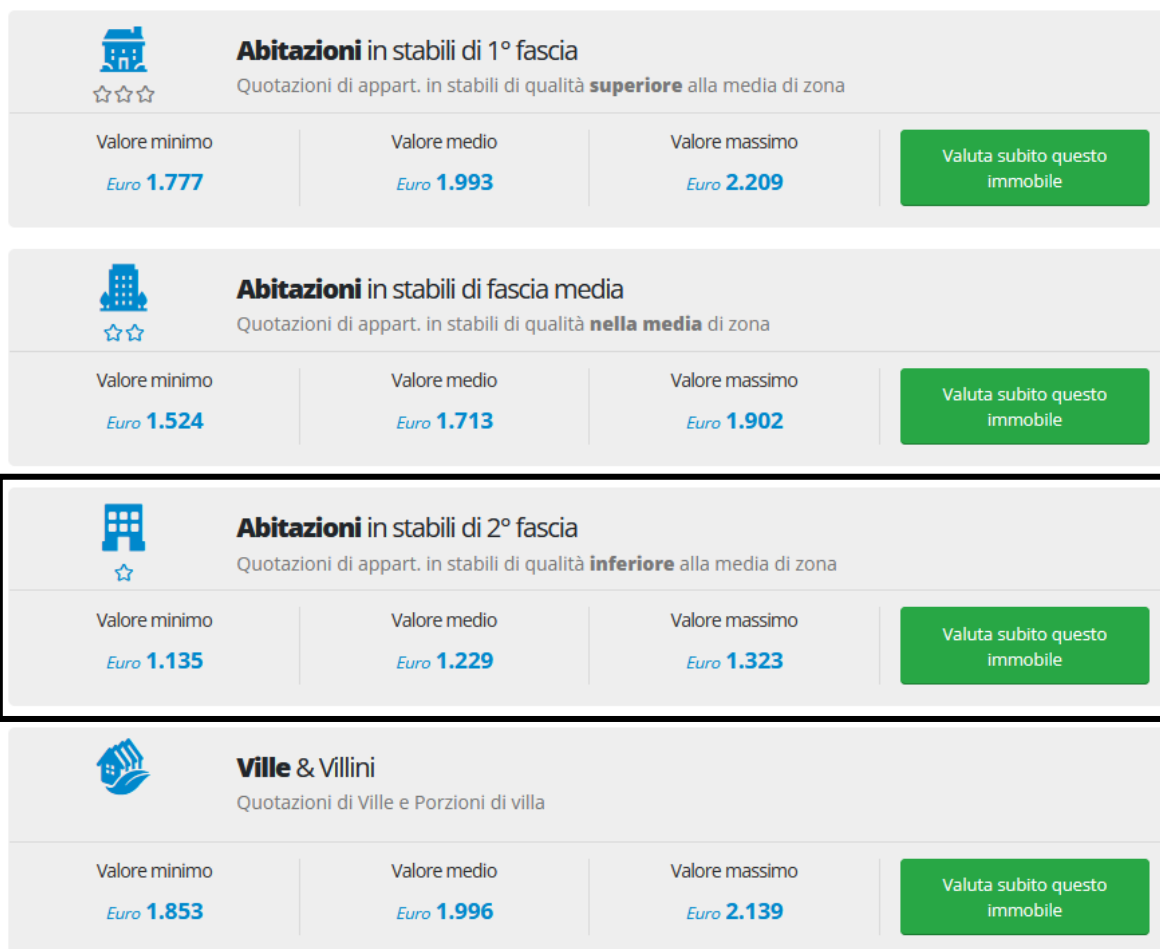 Abitazioni in stabili di 1° fascia
Quotazioni di appart. in stabili di qualità superiore alla media di zona
Valore minimo Valore medio Valore massimo
Valuta subito questo immobile
Euro 1.777 Euro 1.993 Euro 2.209
Abitazioni in stabili di fascia media
Quotazioni di appart. in stabili di qualità nella media di zona
Valore minimo Valore medio Valore massimo
Valuta subito questo immobile
Euro 1.524 Euro 1.713 Euro 1.902
Abitazioni in stabili di 2° fascia
Quotazioni di appart. in stabili di qualità inferiore alla media di zona
Valore minimo Valore medio Valore massimo
Valuta subito questo immobile
Euro 1.135 Euro 1.229 Euro 1.323
Ville & Villini
Quotazioni di Ville e Porzioni di villa
Valore minimo Valore medio Valore massimo
Valuta subito questo immobile
Euro 1.853 Euro 1.996 Euro 2.139